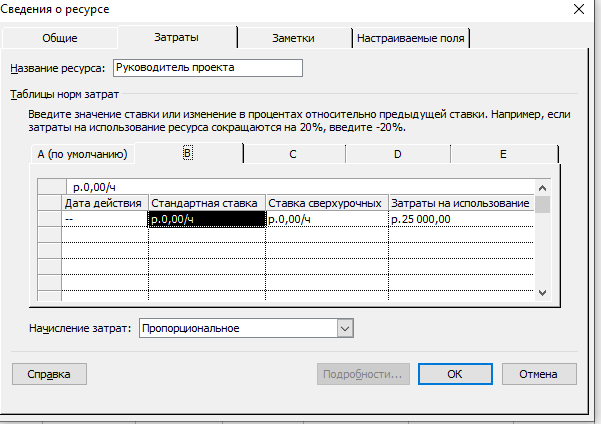 Сведения о ресурсе
Общие Затраты Заметки Настраиваемые поля
Название ресурса: Руководитель проекта
Таблицы норм затрат
Введите значение ставки или изменение в процентах относительно предыдущей ставки. Например, если
затраты на использование ресурса сокращаются на 20%, введите -20%.
A (по умолчанию) B C D E
р.0,00/ч
Дата действия Стандартная ставка Ставка сверхурочных Затраты на использование
-- р.0,00/ч р.0,00/ч р.25 000,00
Начисление затрат: Пропорциональное
Справка Подробности... ОК Отмена